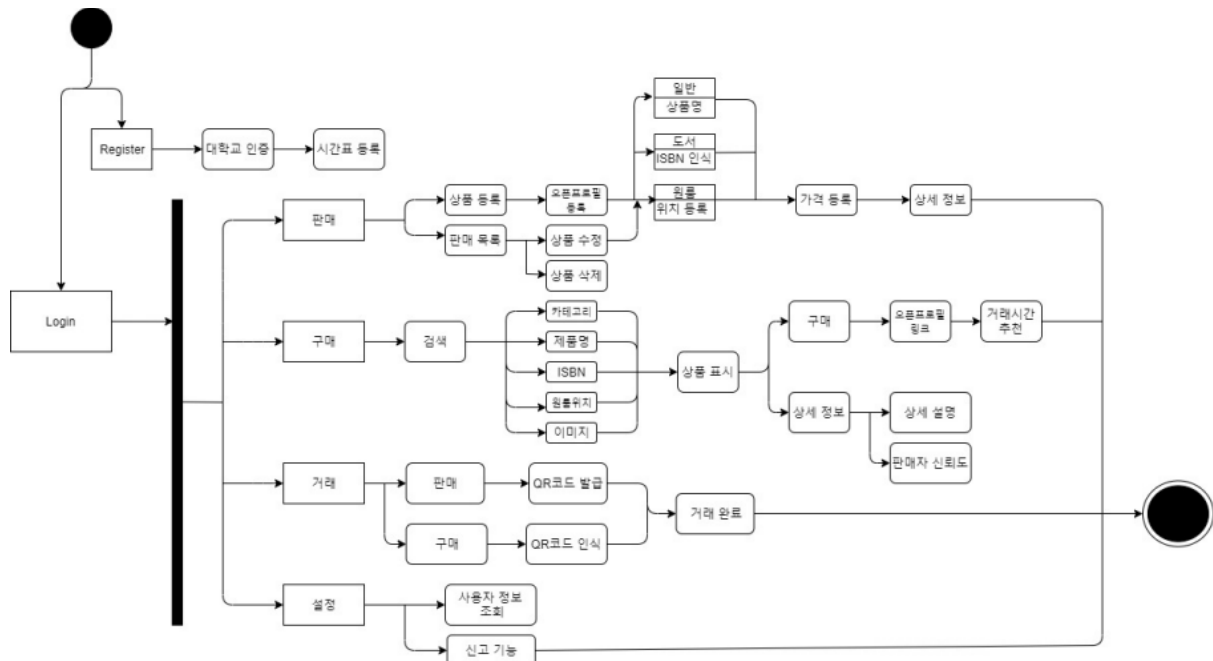 Register
대학교 인증
시간표 등록
Login
판매
상품 등록
오픈프로필
등록
일반
상품명
도서
ISBN 인식
원룸
위치 등록
가격 등록
상세 정보
판매 목록
상품 수정
상품 삭제
구매
검색
카테고리
제품명
ISBN
원룸위치
이미지
상품 표시
구매
오픈프로필
링크
거래시간
추천
상세 정보
상세 설명
판매자 신뢰도
거래
판매
QR코드 발급
구매
QR코드 인식
거래 완료
설정
사용자 정보
조회
신고 기능